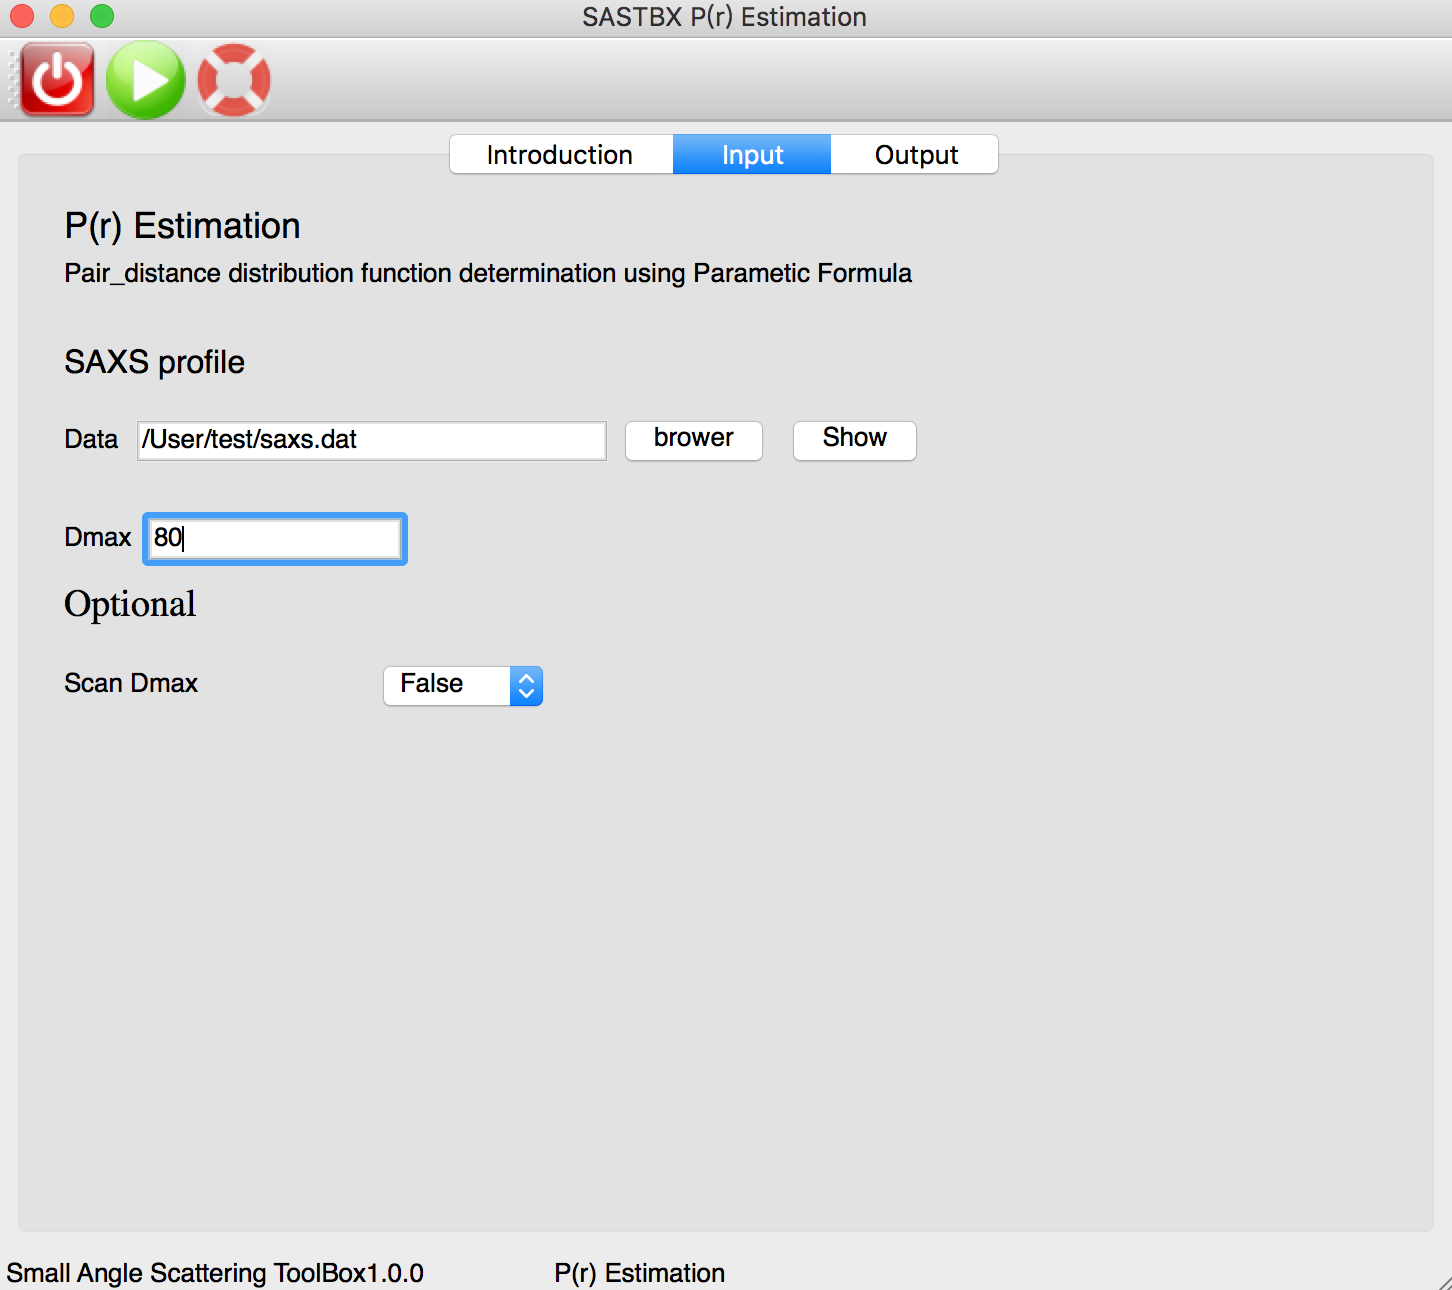 SASTBX P(r) Estimation
Introduction Input Output
P(r) Estimation
Pair_distance distribution function determination using Parametic Formula
SAXS profile
Data /User/test/saxs.dat brower Show
Dmax 80
Optional
Scan Dmax False
Small Angle Scattering ToolBox1.0.0 P(r) Estimation